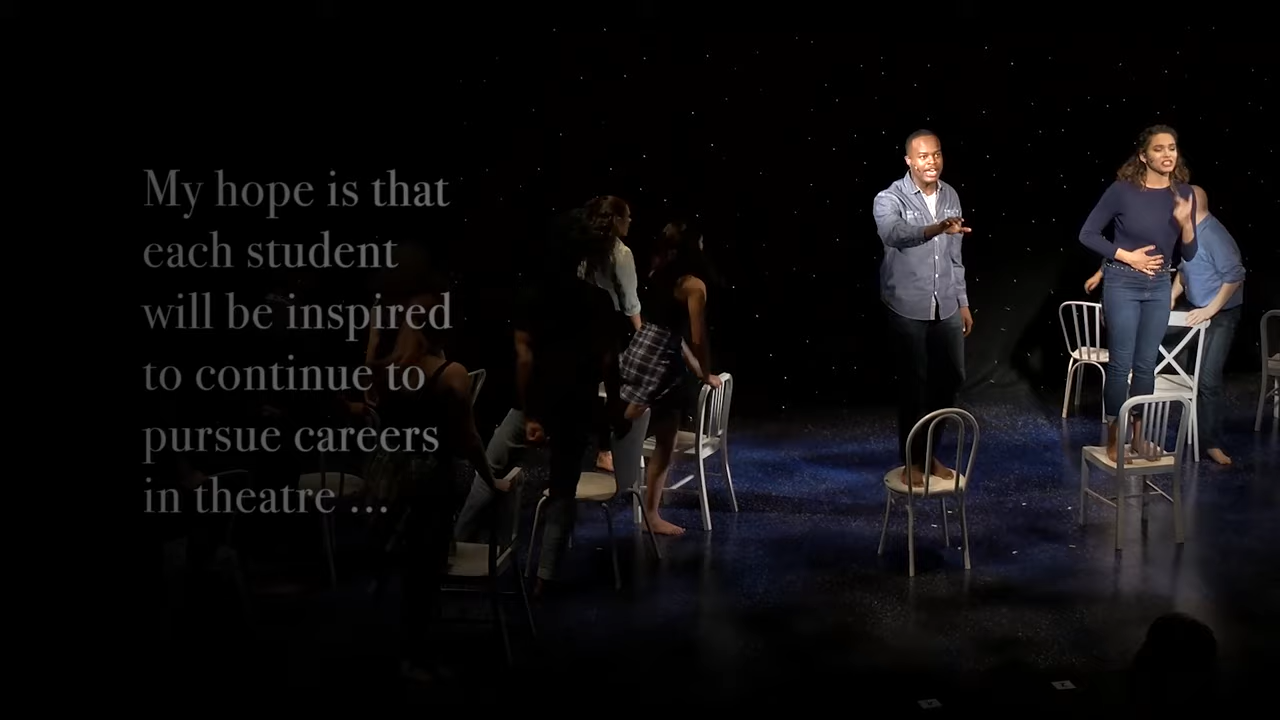 My hope is that
each student
will be inspired
to continue to
pursue careers
in theatre ...